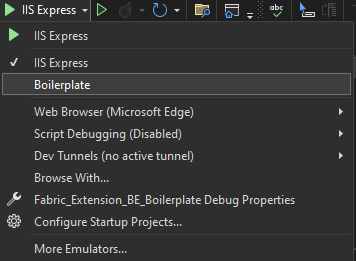 IIS Express
abc
IIS Express
IIS Express
Boilerplate
Web Browser (Microsoft Edge)
Script Debugging (Disabled)
Dev Tunnels (no active tunnel)
Browse With...
Fabric_Extension_BE_Boilerplate Debug Properties
Configure Startup Projects...
More Emulators...